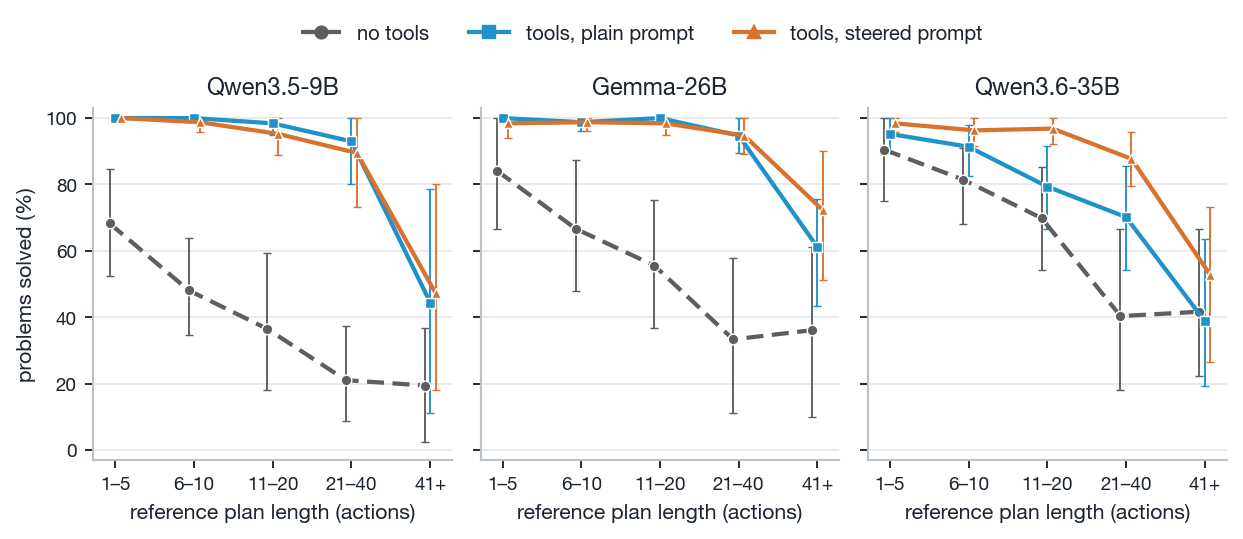 no tools tools, plain prompt tools, steered prompt
Qwen3.5-9B Gemma-26B Qwen3.6-35B
problems solved (%)
100
80
60
40
20
0
1–5 6–10 11–20 21–40 41+ 1–5 6–10 11–20 21–40 41+ 1–5 6–10 11–20 21–40 41+
reference plan length (actions) reference plan length (actions) reference plan length (actions)